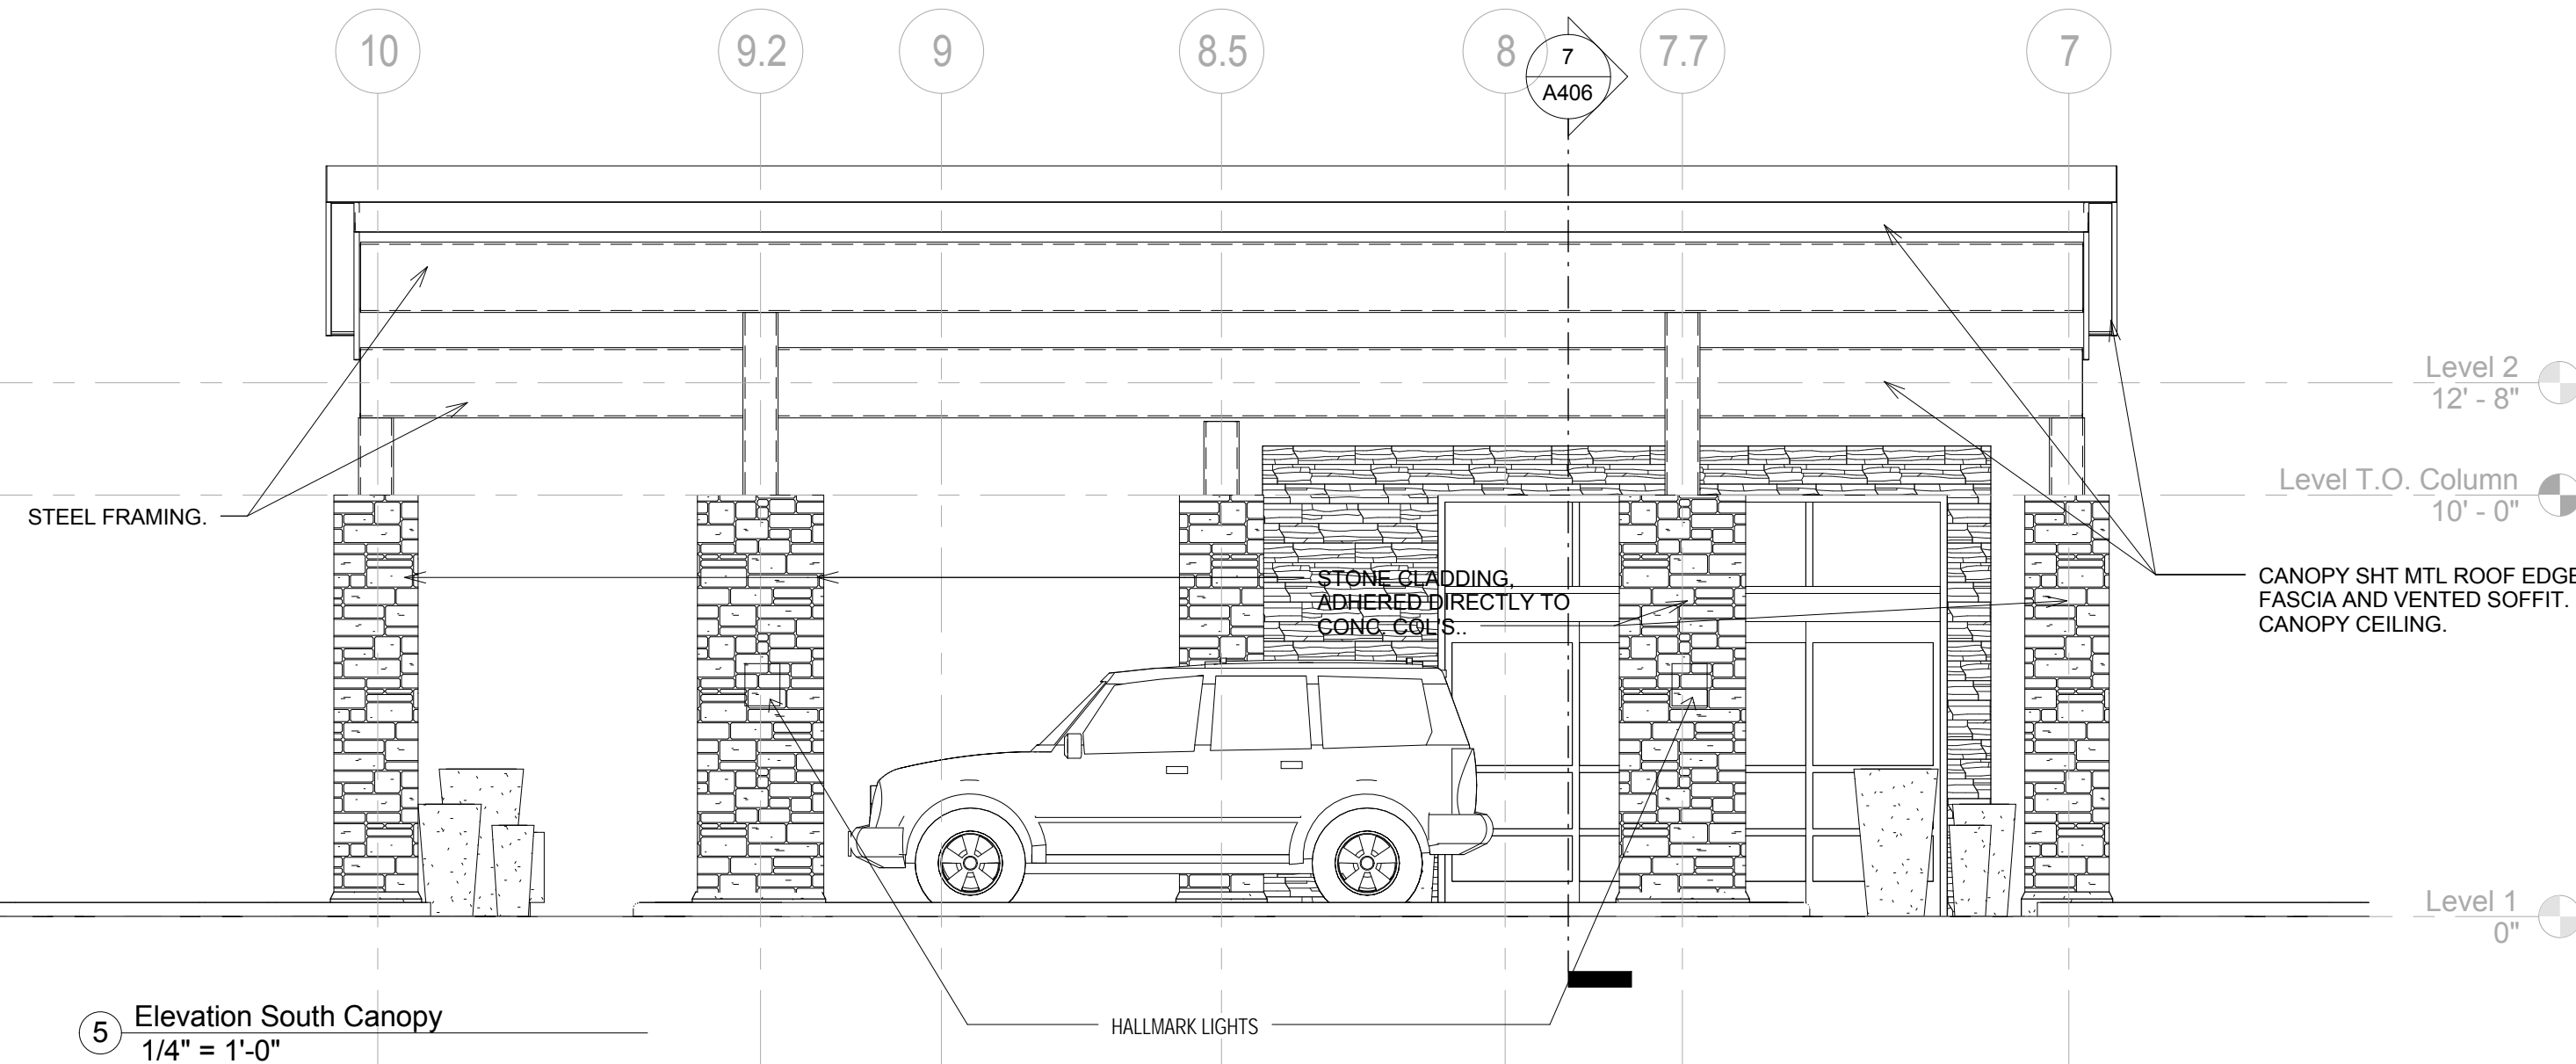 10
9.2
9
8.5
8
7
A406
7.7
7
Level 2
12' - 8"
Level T.O. Column
10' - 0"
STEEL FRAMING.
STONE CLADDING,
ADHERED DIRECTLY TO
CONC, COL'S..
CANOPY SHT MTL ROOF EDGE
FASCIA AND VENTED SOFFIT.
CANOPY CEILING.
Level 1
0"
HALLMARK LIGHTS
5
Elevation South Canopy
1/4" = 1'-0"